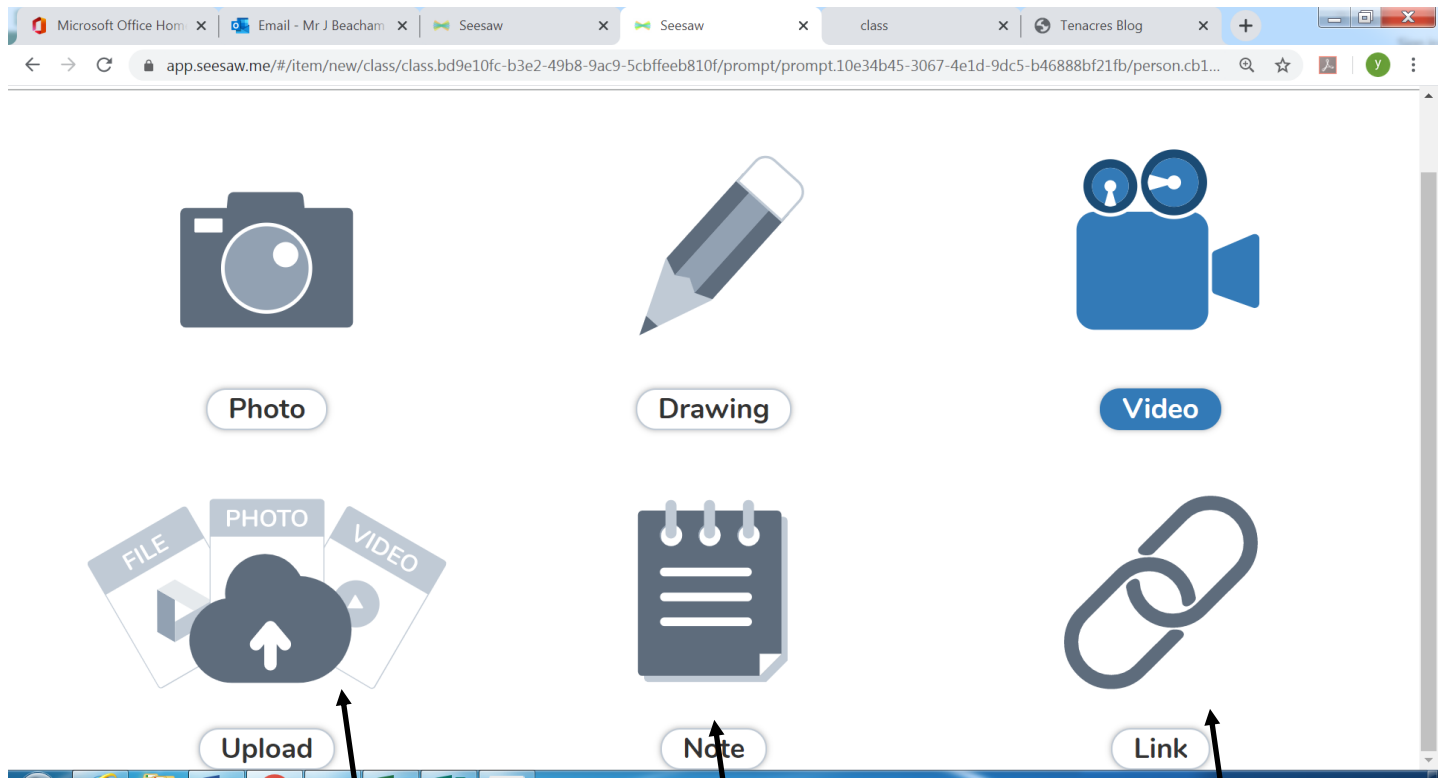 Microsoft Office Hom
Email - Mr J Beacham
Seesaw
Seesaw
class
Tenacres Blog
app.seesaw.me/#/item/new/class/class.bd9e10fc-b3e2-49b8-9ac9-5cbffeeb810f/prompt/prompt.10e34b45-3067-4e1d-9dc5-b46888bf21fb/person.cb1...
y
Photo
Drawing
Video
FILE
PHOTO
VIDEO
Upload
Note
Link